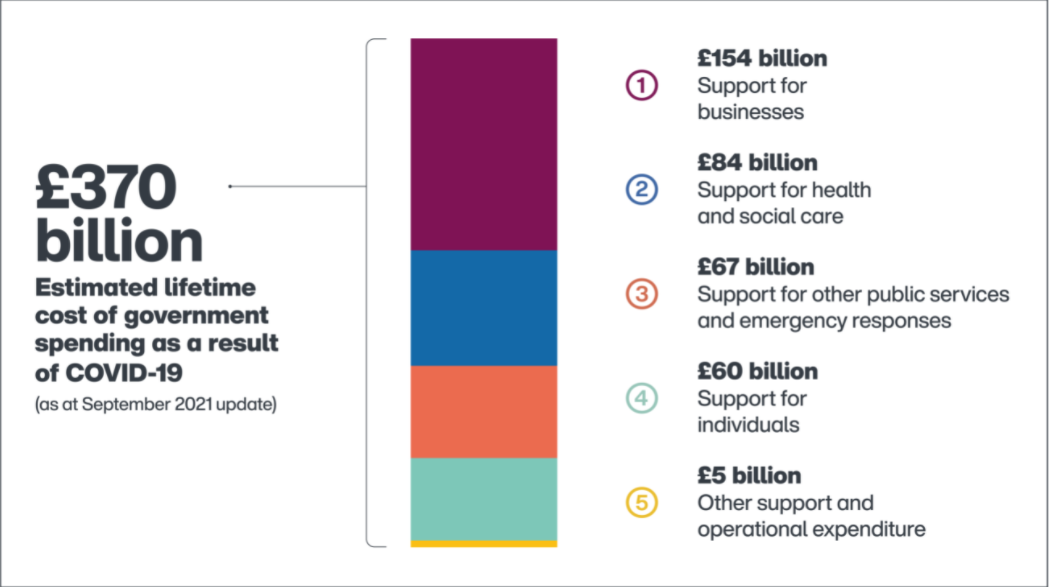 £370
billion
Estimated lifetime
cost of government
spending as a result
of COVID-19
(as at September 2021 update)
1
£154 billion
Support for
businesses
2
£84 billion
Support for health
and social care
3
£67 billion
Support for other public services
and emergency responses
4
£60 billion
Support for
individuals
5
£5 billion
Other support and
operational expenditure